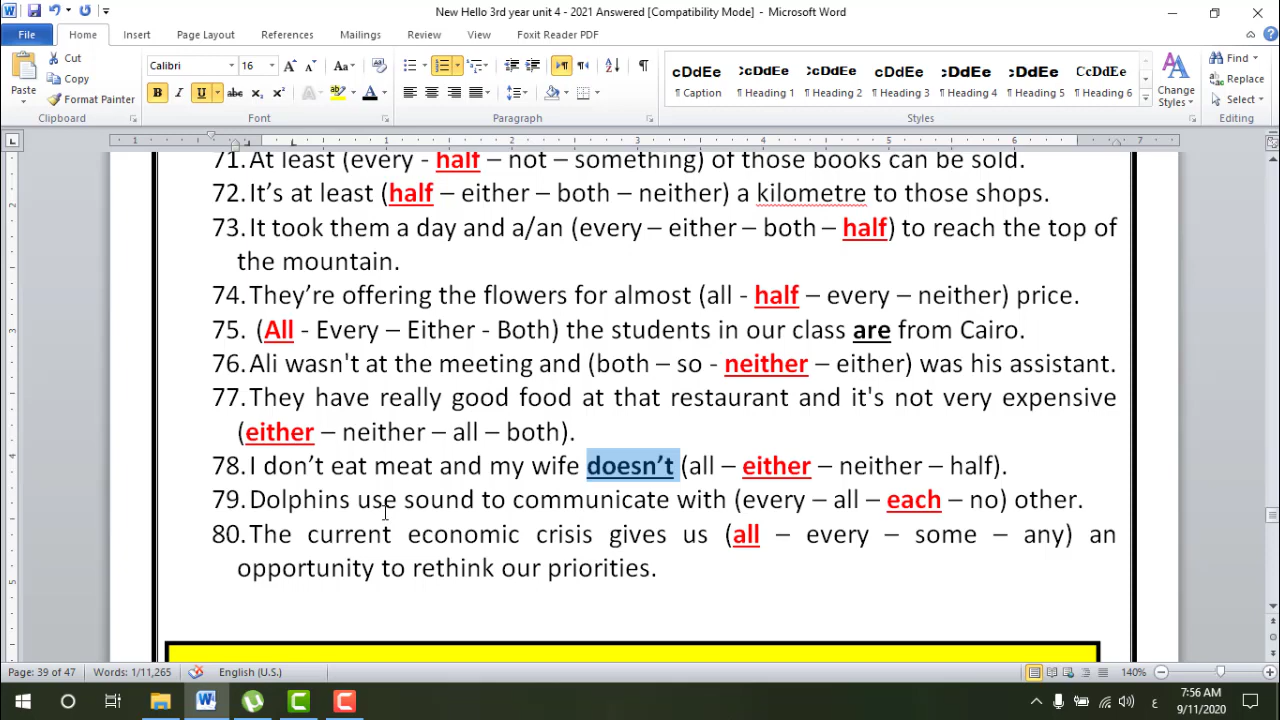 New Hello 3rd year unit 4 - 2021 Answered [Compatibility Mode] - Microsoft Word
File Home Insert Page Layout References Mailings Review View Foxit Reader PDF
Paste Cut Copy Format Painter Clipboard
Calibri 16 Font
Paragraph
cDdEe ¶ Caption
:cDdEe ¶ Heading 1
:cDdEe ¶ Heading 2
cDdEe ¶ Heading 3
:cDdEe ¶ Heading 4
:cDdEe ¶ Heading 5
CcDdEe ¶ Heading 6
Change Styles
Styles
Find Replace Select Editing
71. At least (every - half – not – something) of those books can be sold.
72. It’s at least (half – either – both – neither) a kilometre to those shops.
73. It took them a day and a/an (every – either – both – half) to reach the top of
the mountain.
74. They’re offering the flowers for almost (all - half – every – neither) price.
75. (All - Every – Either - Both) the students in our class are from Cairo.
76. Ali wasn't at the meeting and (both – so - neither – either) was his assistant.
77. They have really good food at that restaurant and it's not very expensive
(either – neither – all – both).
78. I don’t eat meat and my wife doesn’t (all – either – neither – half).
79. Dolphins use sound to communicate with (every – all – each – no) other.
80. The current economic crisis gives us (all – every – some – any) an
opportunity to rethink our priorities.
Page: 39 of 47 Words: 1/11,265 English (U.S.) 140%
ع 7:56 AM
9/11/2020